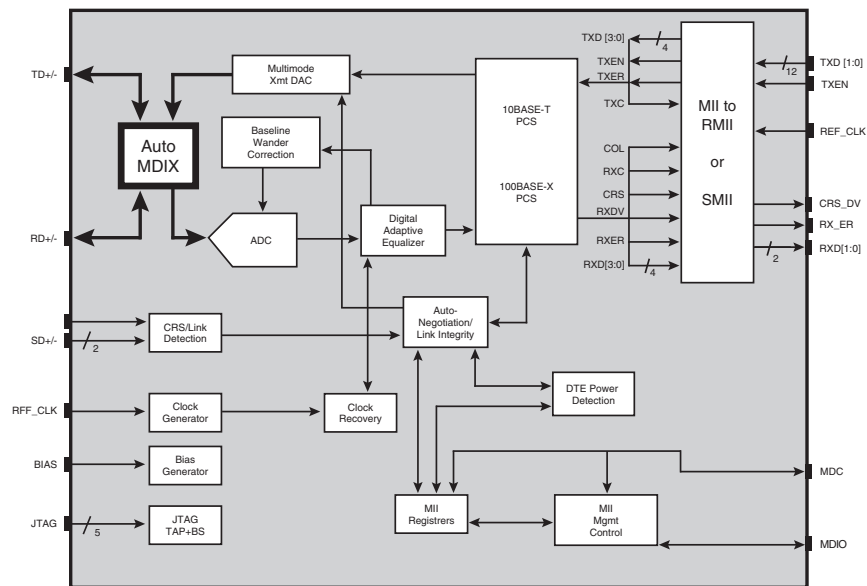 TD+/-
RD+/-
SD+/-
2
RFF_CLK
BIAS
JTAG
5
Auto
MDIX
Multimode
Xmt DAC
Baseline
Wander
Correction
ADC
Digital
Adaptive
Equalizer
10BASE-T
PCS
100BASE-X
PCS
TXD [3:0]
4
TXEN
TXER
TXC
COL
RXC
CRS
RXDV
RXER
RXD[3:0]
4
MII to
RMII
or
SMII
12
TXD [1:0]
TXEN
REF_CLK
CRS_DV
RX_ER
2
RXD[1:0]
CRS/Link
Detection
Auto-
Negotiation/
Link Integrity
Clock
Generator
Clock
Recovery
DTE Power
Detection
Bias
Generator
JTAG
TAP+BS
MII
Registrers
MII
Mgmt
Control
MDC
MDIO